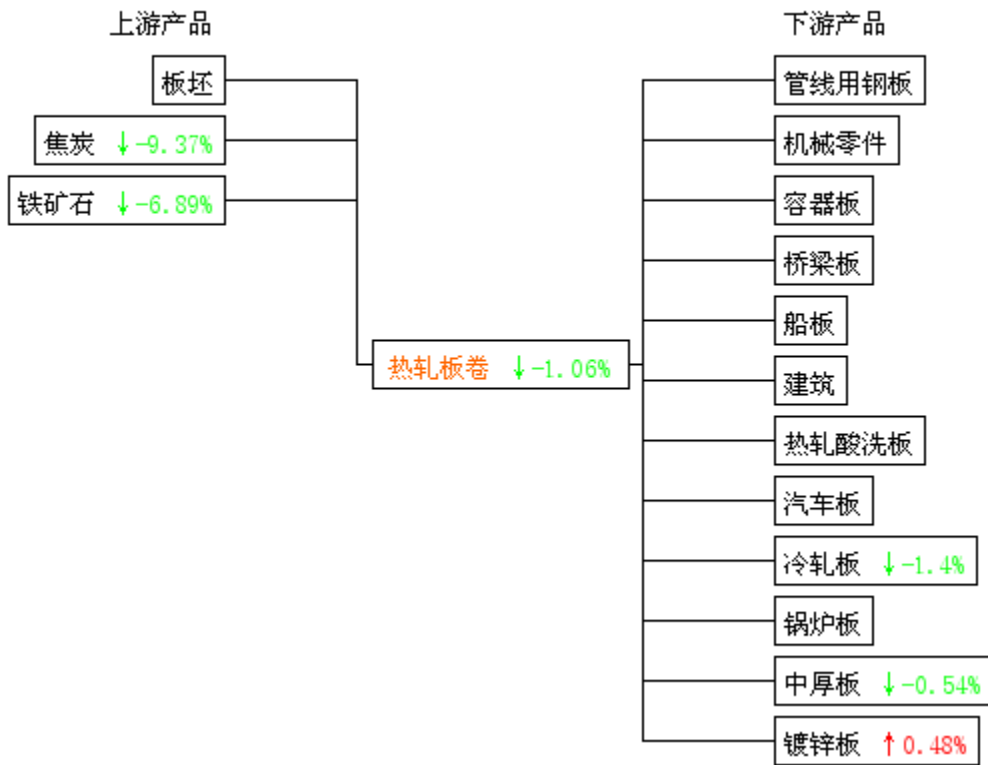 上游产品
下游产品
板坯
焦炭 ↓-9.37%
铁矿石 ↓-6.89%
热轧板卷 ↓-1.06%
管线用钢板
机械零件
容器板
桥梁板
船板
建筑
热轧酸洗板
汽车板
冷轧板 ↓-1.4%
锅炉板
中厚板 ↓-0.54%
镀锌板 ↑0.48%